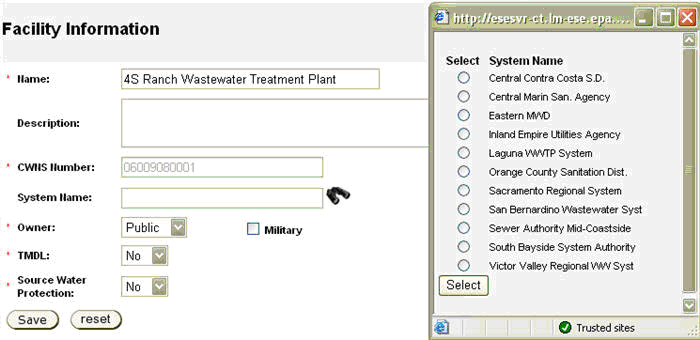 Facility Information
* Name: 4S Ranch Wastewater Treatment Plant
Description:
* CWNS Number: 06009080001
System Name:
* Owner: Public Military
* TMDL: No
* Source Water
Protection: No
Save reset
http://esesvr-ct.lm-ese.epa....
Select System Name
Central Contra Costa S.D.
Central Marin San. Agency
Eastern MWD
Inland Empire Utilities Agency
Laguna WWTP System
Orange County Sanitation Dist.
Sacramento Regional System
San Bernardino Wastewater Syst
Sewer Authority Mid-Coastside
South Bayside System Authority
Victor Valley Regional WW Syst
Select
Trusted sites